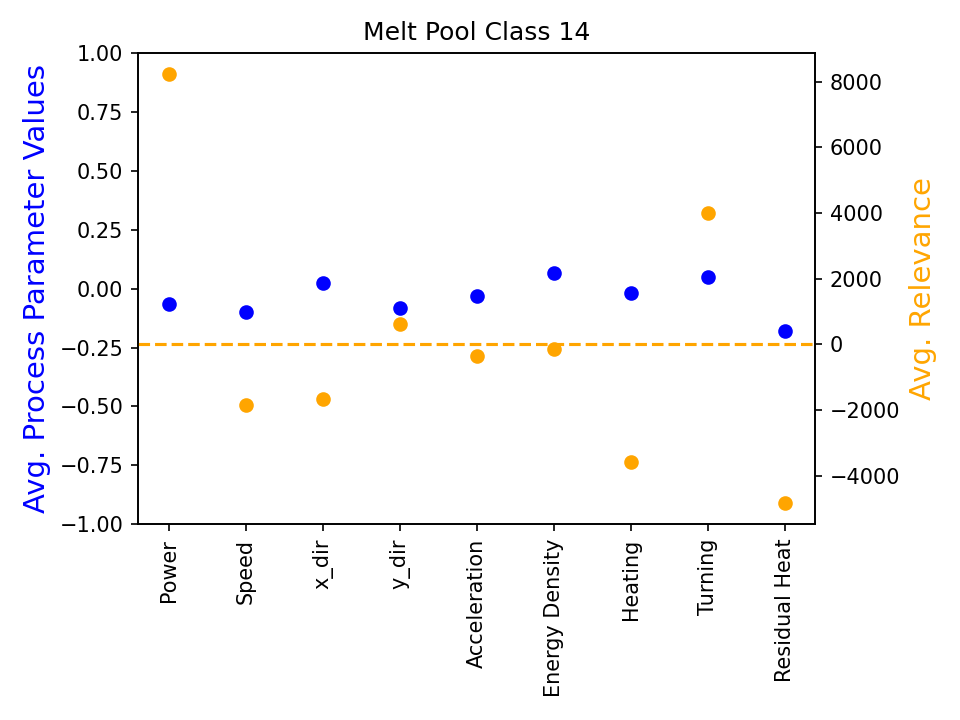 Melt Pool Class 14
Avg. Process Parameter Values
1.00
0.75
0.50
0.25
0.00
−0.25
−0.50
−0.75
−1.00
8000
6000
4000
2000
0
−2000
−4000
Avg. Relevance
Power
Speed
x_dir
y_dir
Acceleration
Energy Density
Heating
Turning
Residual Heat